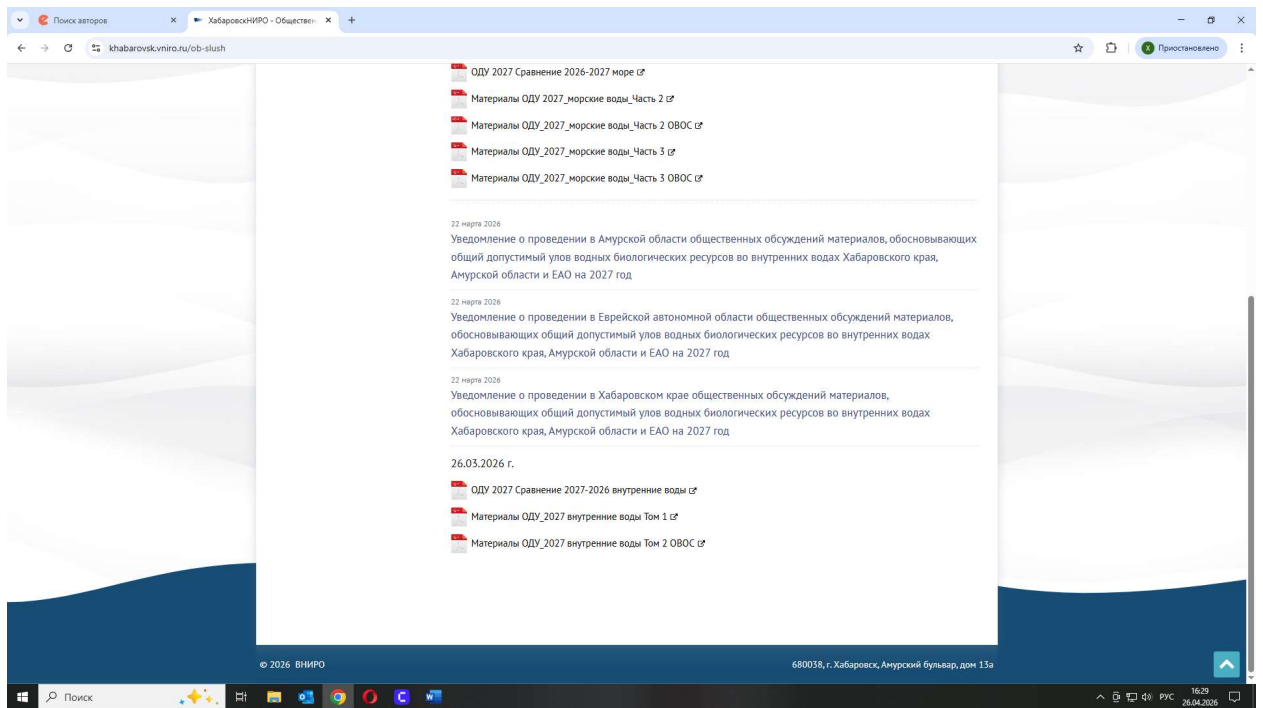 Поиск авторов
ХабаровскНИРО - Обществен
khabarovsk.vniro.ru/ob-slush
X
Приостановлено
ОДУ 2027 Сравнение 2026-2027 море
Материалы ОДУ 2027_морские воды_Часть 2
Материалы ОДУ_2027_морские воды_Часть 2 ОВОС
Материалы ОДУ_2027_морские воды_Часть 3
Материалы ОДУ_2027_морские воды_Часть 3 ОВОС
22 марта 2026
Уведомление о проведении в Амурской области общественных обсуждений материалов, обосновывающих
общий допустимый улов водных биологических ресурсов во внутренних водах Хабаровского края,
Амурской области и ЕАО на 2027 год
22 марта 2026
Уведомление о проведении в Еврейской автономной области общественных обсуждений материалов,
обосновывающих общий допустимый улов водных биологических ресурсов во внутренних водах
Хабаровского края, Амурской области и ЕАО на 2027 год
22 марта 2026
Уведомление о проведении в Хабаровском крае общественных обсуждений материалов,
обосновывающих общий допустимый улов водных биологических ресурсов во внутренних водах
Хабаровского края, Амурской области и ЕАО на 2027 год
26.03.2026 г.
ОДУ 2027 Сравнение 2027-2026 внутренние воды
Материалы ОДУ_2027 внутренние воды Том 1
Материалы ОДУ_2027 внутренние воды Том 2 ОВОС
© 2026 ВНИРО
680038, г. Хабаровск, Амурский бульвар, дом 13а
Поиск
РУС
16:29
26.04.2026